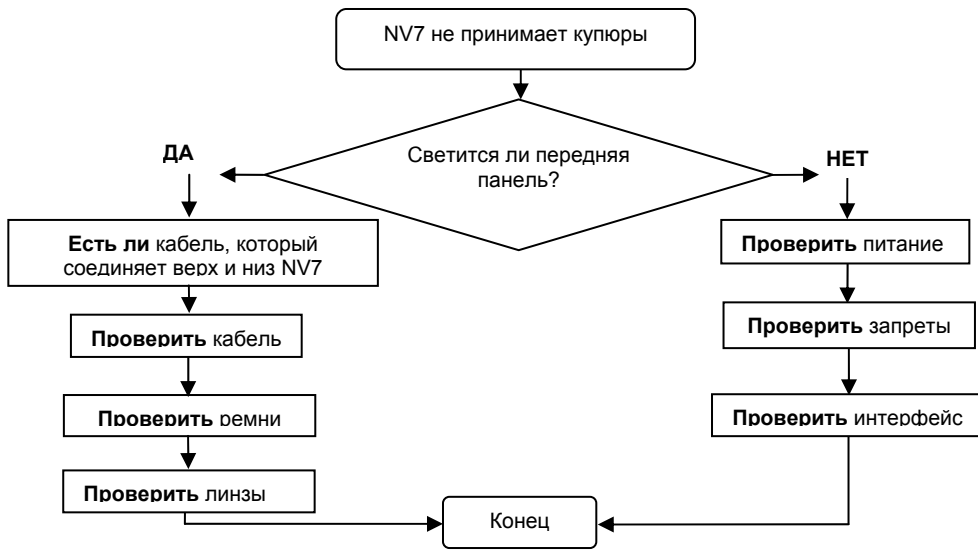 NV7 не принимает купюры
Светится ли передняя
панель?
ДА
НЕТ
Есть ли кабель, который
соединяет верх и низ NV7
Проверить кабель
Проверить ремни
Проверить линзы
Проверить питание
Проверить запреты
Проверить интерфейс
Конец